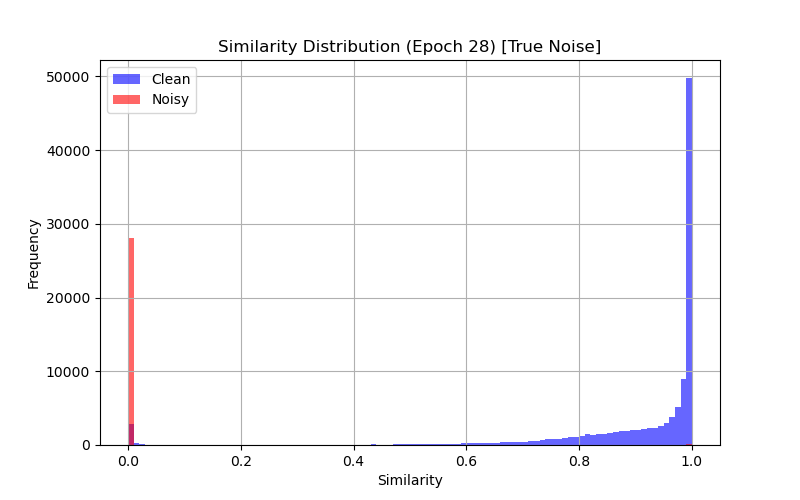 Similarity Distribution (Epoch 28) [True Noise]
Clean
Noisy
50000
40000
30000
20000
10000
0
Frequency
0.0 0.2 0.4 0.6 0.8 1.0
Similarity